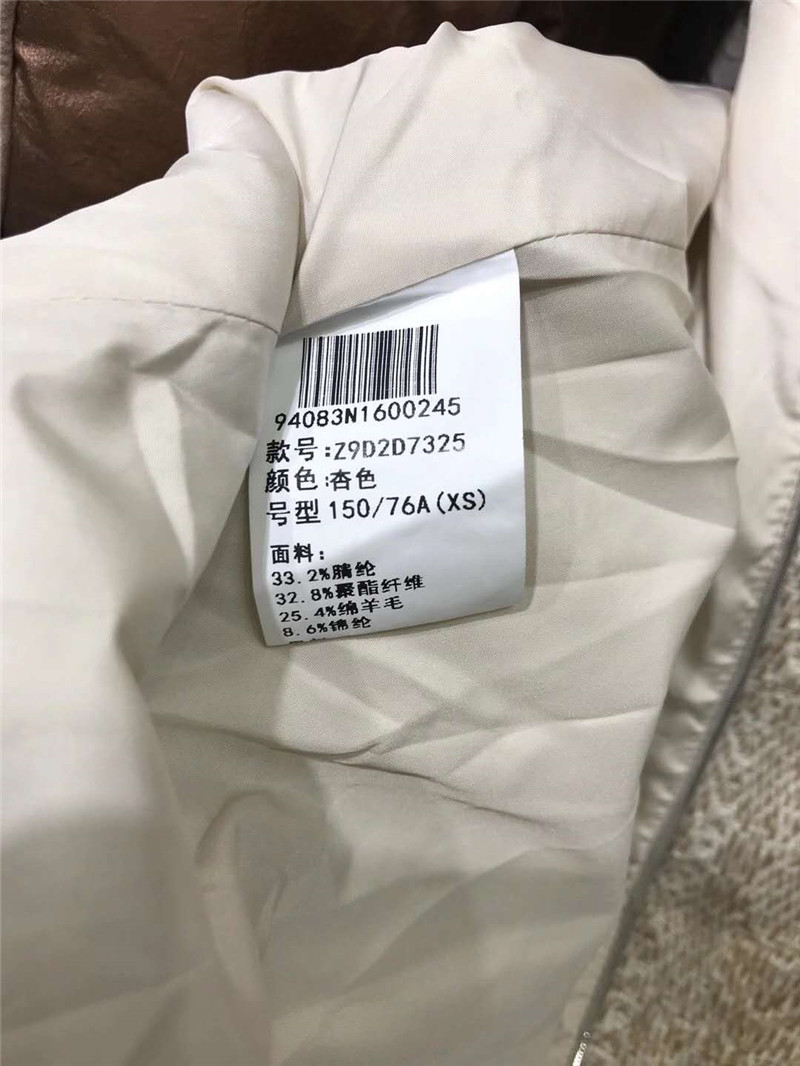 94083N1600245
款号:Z9D2D7325
颜色:杏色
号型 150/76A(XS)
面料:
33.2%腈纶
32.8%聚酯纤维
25.4%绵羊毛
8.6%锦纶